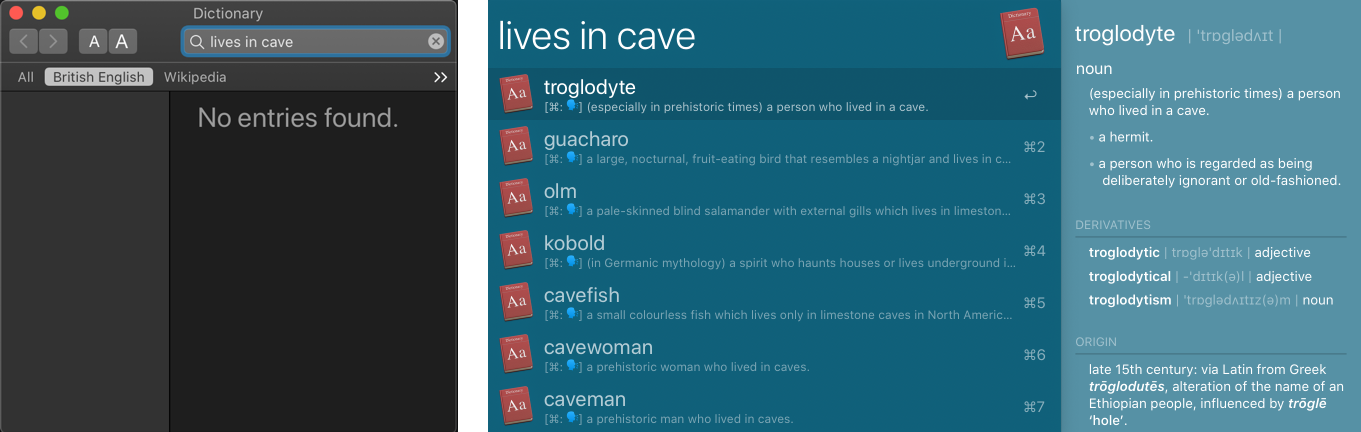 Dictionary
A A
lives in cave
All British English Wikipedia
No entries found.
lives in cave
troglodyte
[⌘: 🗣] (especially in prehistoric times) a person who lived in a cave.
guacharo
[⌘: 🗣] a large, nocturnal, fruit-eating bird that resembles a nightjar and lives in c... ⌘2
olm
[⌘: 🗣] a pale-skinned blind salamander with external gills which lives in limeston... ⌘3
kobold
[⌘: 🗣] (in Germanic mythology) a spirit who haunts houses or lives underground i... ⌘4
cavefish
[⌘: 🗣] a small colourless fish which lives only in limestone caves in North Americ... ⌘5
cavewoman
[⌘: 🗣] a prehistoric woman who lived in caves. ⌘6
caveman
[⌘: 🗣] a prehistoric man who lived in caves. ⌘7
troglodyte | ˈtrɒɡlədʌɪt |
noun
(especially in prehistoric times) a person
who lived in a cave.
• a hermit.
• a person who is regarded as being
deliberately ignorant or old-fashioned.
DERIVATIVES
troglodytic | trɒɡləˈdɪtɪk | adjective
troglodytical | -ˈdɪtɪk(ə)l | adjective
troglodytism | ˈtrɒɡlədʌɪtɪz(ə)m | noun
ORIGIN
late 15th century: via Latin from Greek
trōglodutēs, alteration of the name of an
Ethiopian people, influenced by trōglē
‘hole’.